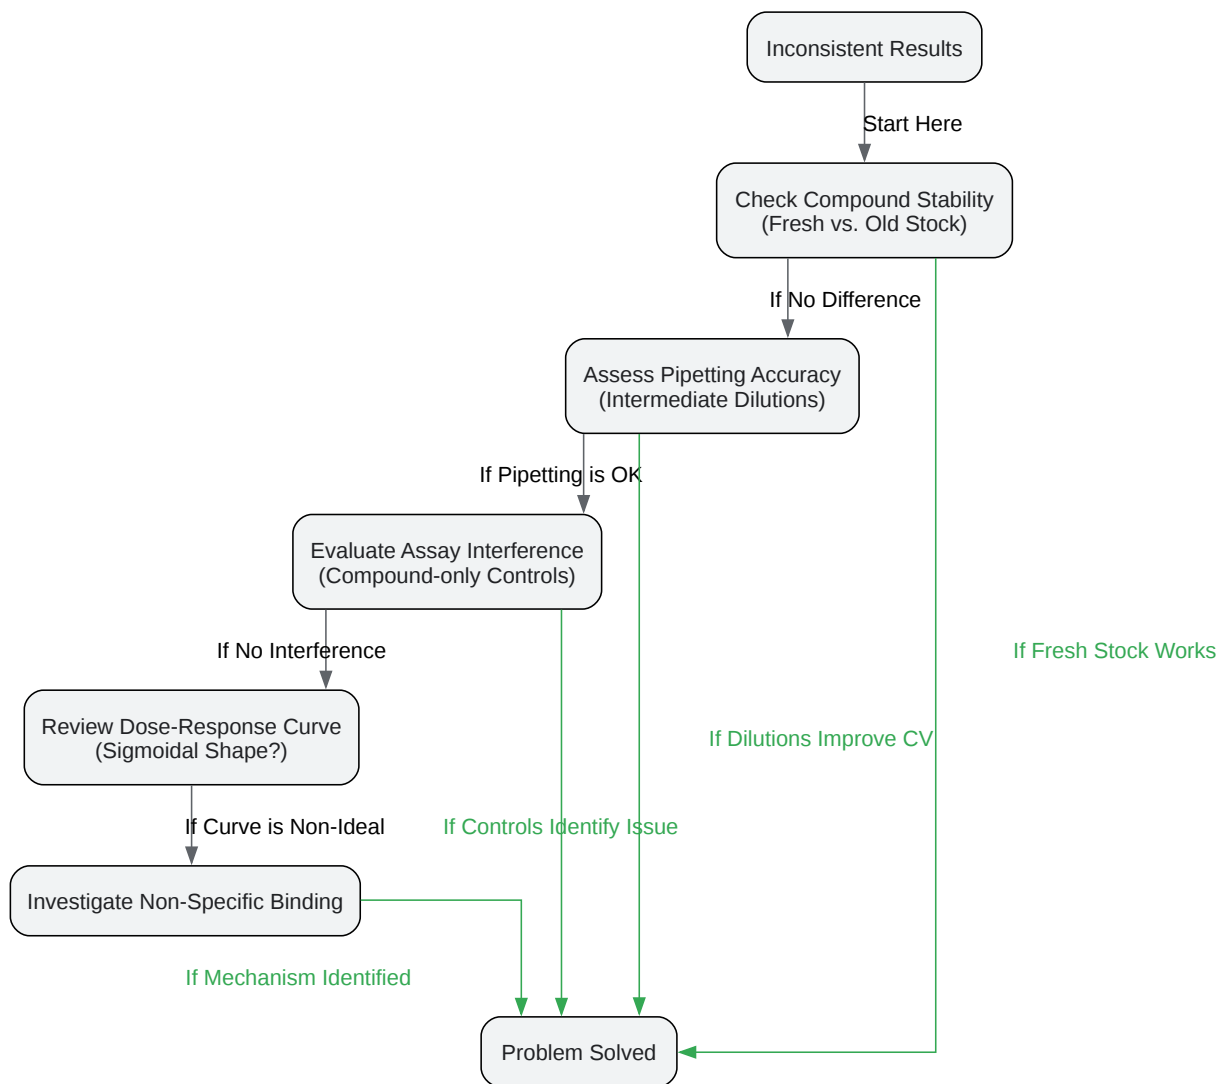 Inconsistent Results
Start Here
Check Compound Stability
(Fresh vs. Old Stock)
If No Difference
Assess Pipetting Accuracy
(Intermediate Dilutions)
If Pipetting is OK
Evaluate Assay Interference
(Compound-only Controls)
If No Interference
If Fresh Stock Works
Review Dose-Response Curve
(Sigmoidal Shape?)
If Dilutions Improve CV
If Curve is Non-Ideal
If Controls Identify Issue
Investigate Non-Specific Binding
If Mechanism Identified
Problem Solved